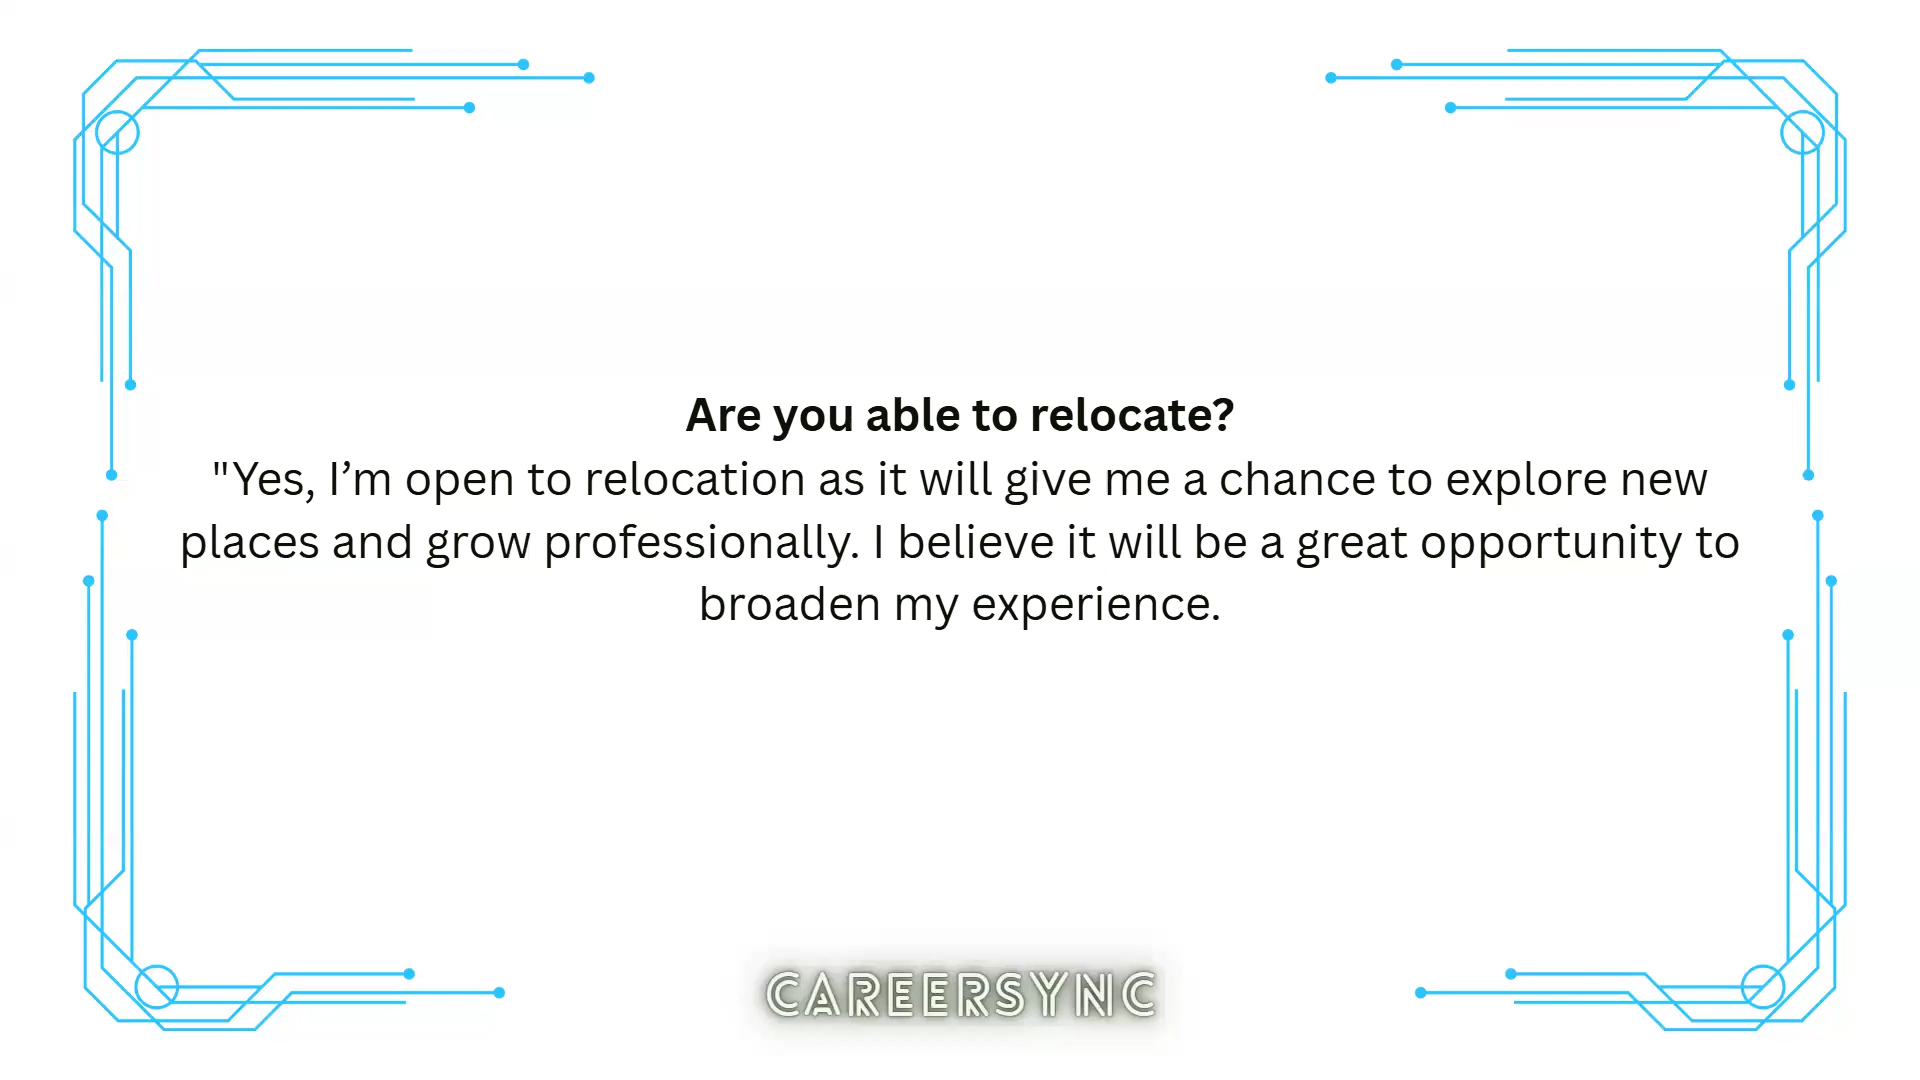 Are you able to relocate?
"Yes, I’m open to relocation as it will give me a chance to explore new
places and grow professionally. I believe it will be a great opportunity to
broaden my experience.
CAREERSYNC